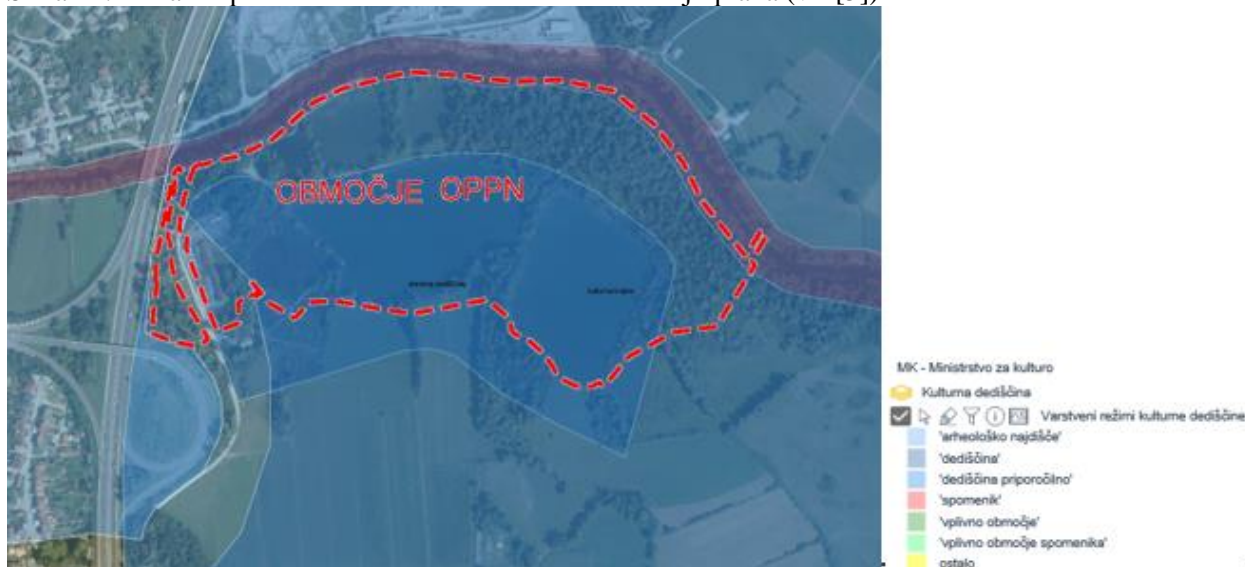 OBMOČJE OPPN
MK - Ministrstvo za kulturo
Kulturna dediščina
Varstveni režimi kulturne dediščine
'arheološko najdišče'
'dediščina'
'dediščina priporočilno'
'spomenik'
'vplivno območje'
'vplivno območje spomenika'
ostalo